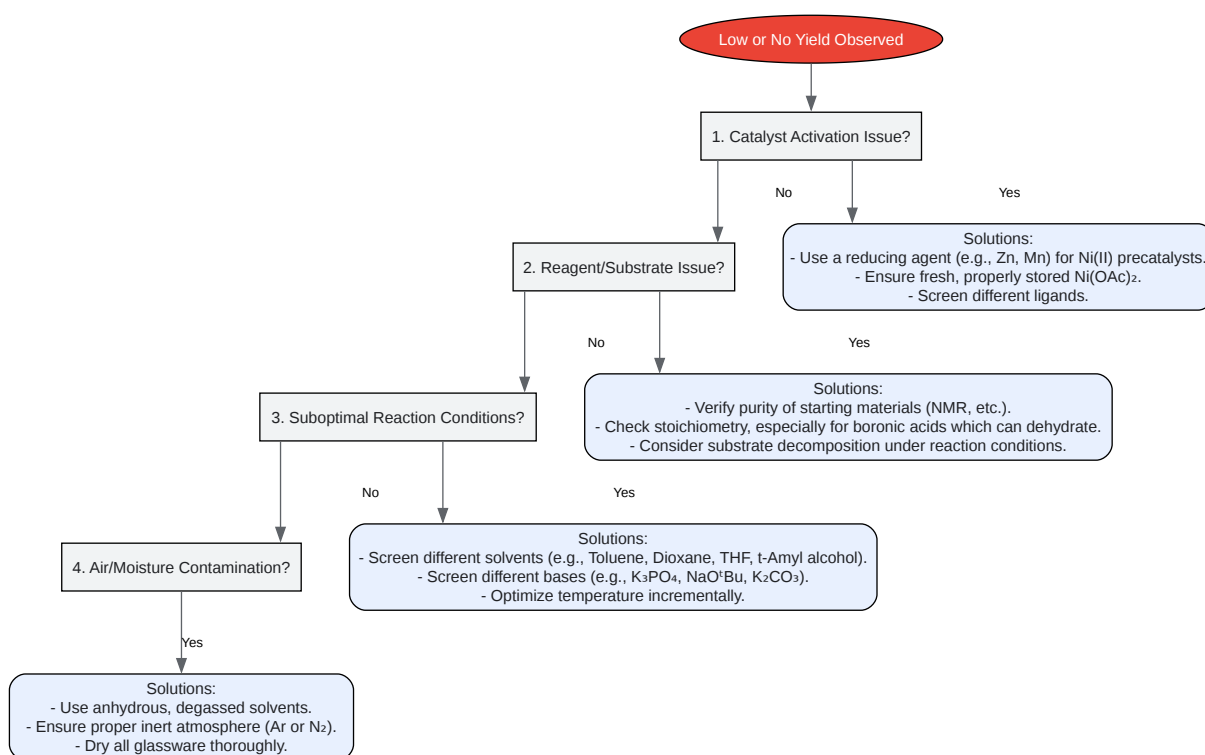 Low or No Yield Observed
1. Catalyst Activation Issue?
No
Yes
Solutions:
- Use a reducing agent (e.g., Zn, Mn) for Ni(II) precatalysts.
- Ensure fresh, properly stored Ni(OAc)₂.
- Screen different ligands.
2. Reagent/Substrate Issue?
No
Yes
Solutions:
- Verify purity of starting materials (NMR, etc.).
- Check stoichiometry, especially for boronic acids which can dehydrate.
- Consider substrate decomposition under reaction conditions.
3. Suboptimal Reaction Conditions?
No
Yes
Solutions:
- Screen different solvents (e.g., Toluene, Dioxane, THF, t-Amyl alcohol).
- Screen different bases (e.g., K₃PO₄, NaOᵗBu, K₂CO₃).
- Optimize temperature incrementally.
4. Air/Moisture Contamination?
Yes
Solutions:
- Use anhydrous, degassed solvents.
- Ensure proper inert atmosphere (Ar or N₂).
- Dry all glassware thoroughly.